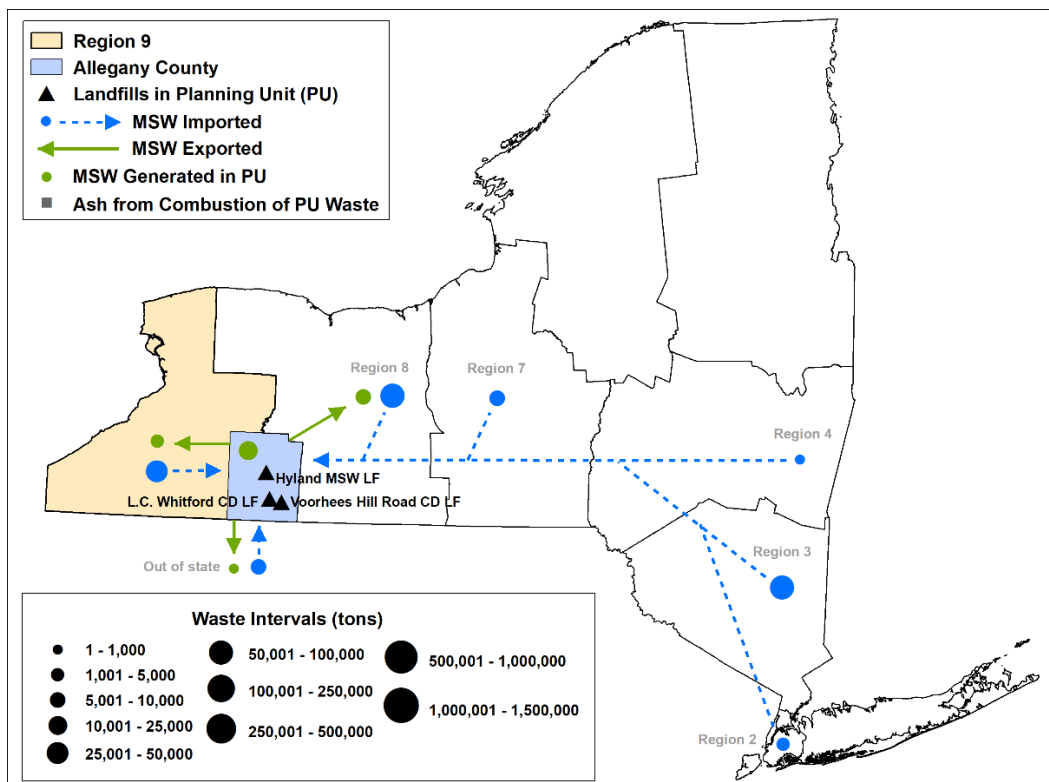 Region 9
Allegany County
Landfills in Planning Unit (PU)
MSW Imported
MSW Exported
MSW Generated in PU
Ash from Combustion of PU Waste
Region 8
Region 7
Region 4
Hyland MSW LF
L.C. Whitford CD LF
Voorhees Hill Road CD LF
Region 3
Out of state
Region 2
Waste Intervals (tons)
1 - 1,000
1,001 - 5,000
5,001 - 10,000
10,001 - 25,000
25,001 - 50,000
50,001 - 100,000
100,001 - 250,000
250,001 - 500,000
500,001 - 1,000,000
1,000,001 - 1,500,000